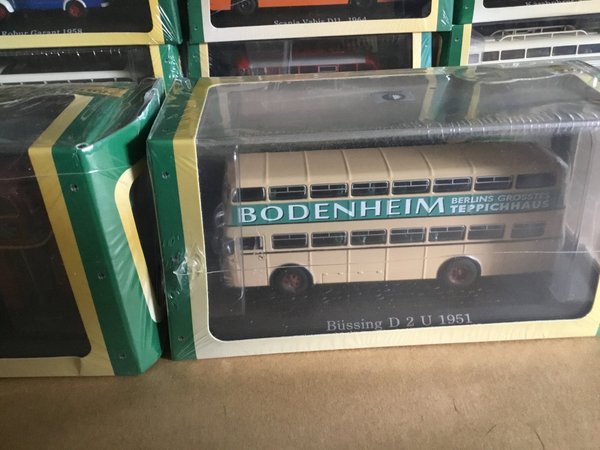 Robur Garant 1958
Scania Vabis D11 1964
BODENHEIM
BERLINS GRÖSSTES
TEPPICHHAUS
Büssing D 2 U 1951